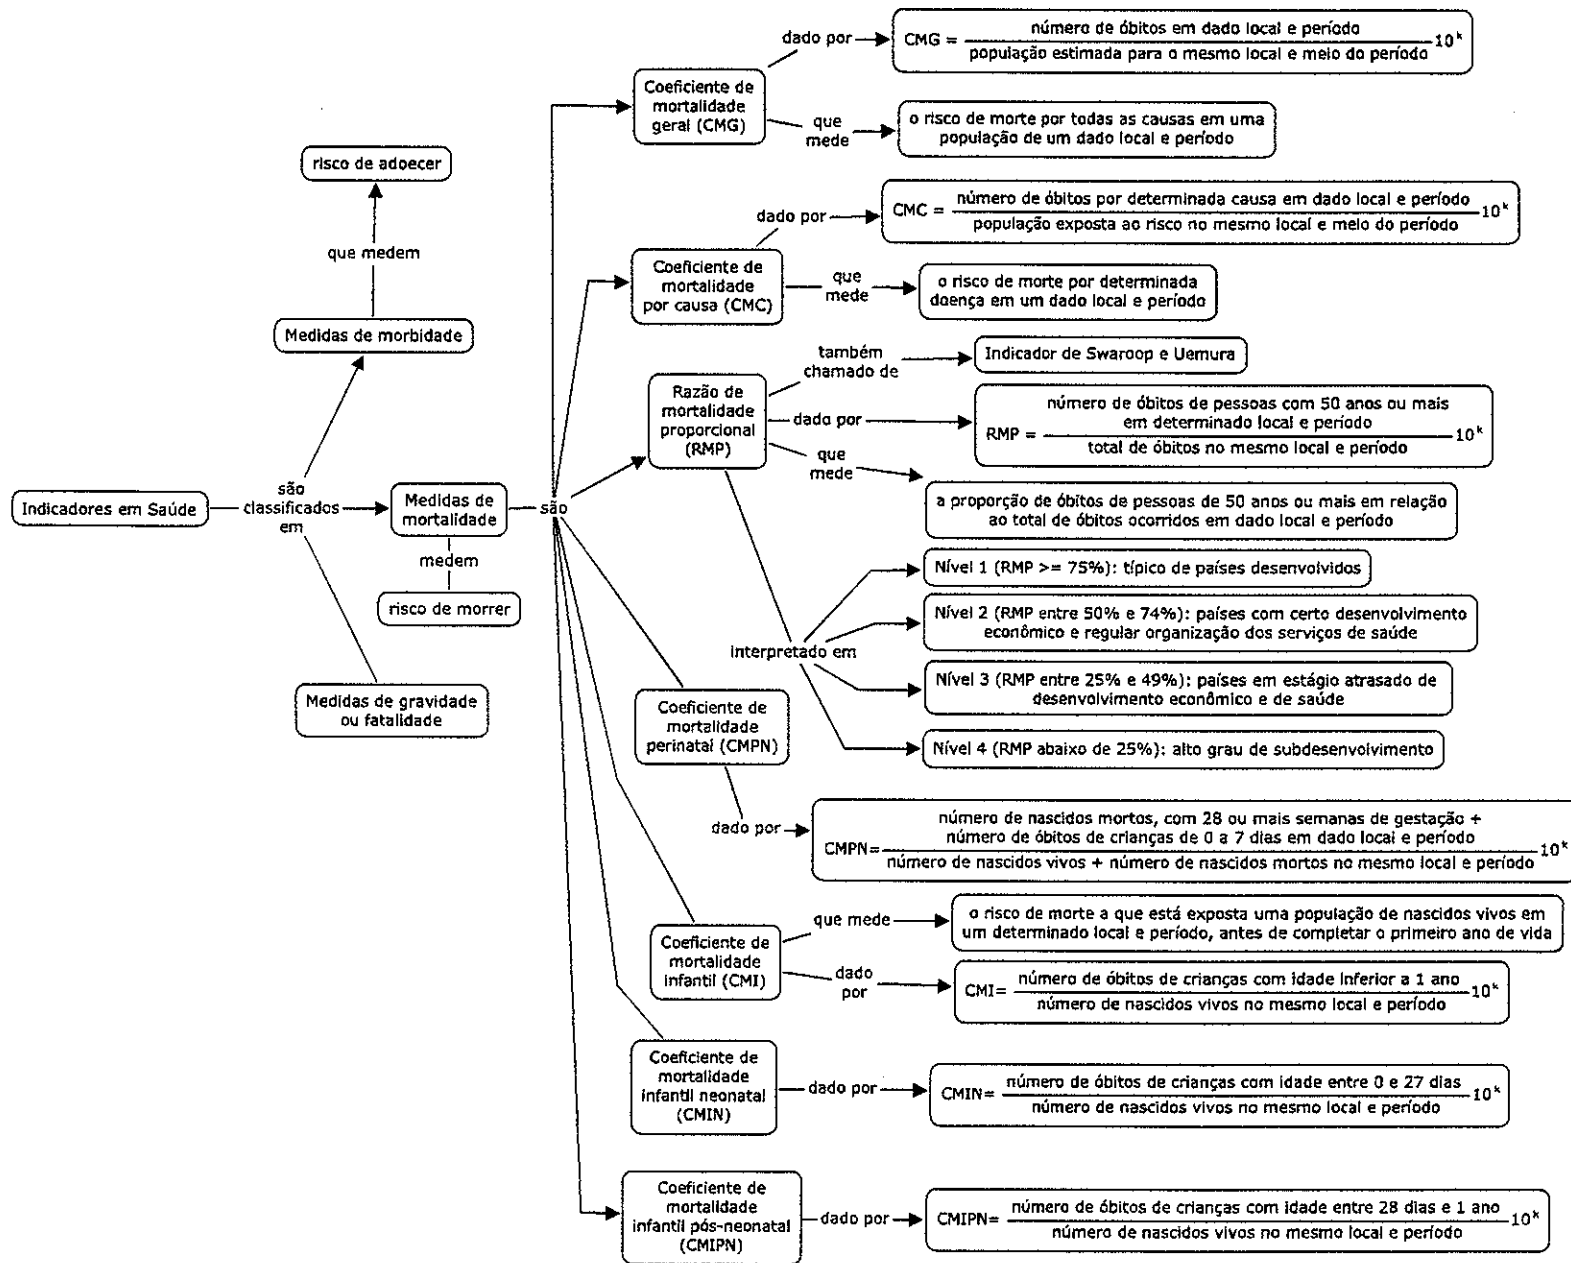 Indicadores em Saúde
são
classificados
em
risco de adoecer
que medem
Medidas de morbidade
Medidas de
mortalidade
medem
risco de morrer
Medidas de gravidade
ou fatalidade
são
Coeficiente de
mortalidade
geral (CMG)
dado por
CMG = número de óbitos em dado local e período
população estimada para o mesmo local e meio do período
10^k
que
mede
o risco de morte por todas as causas em uma
população de um dado local e período
Coeficiente de
mortalidade
por causa (CMC)
dado por
CMC = número de óbitos por determinada causa em dado local e período
população exposta ao risco no mesmo local e meio do período
10^k
que
mede
o risco de morte por determinada
doença em um dado local e período
Razão de
mortalidade
proporcional
(RMP)
também
chamado de
Indicador de Swaroop e Uemura
dado por
número de óbitos de pessoas com 50 anos ou mais
em determinado local e período
RMP =
total de óbitos no mesmo local e período
10^k
que
mede
a proporção de óbitos de pessoas de 50 anos ou mais em relação
ao total de óbitos ocorridos em dado local e período
interpretado em
Nível 1 (RMP >= 75%): típico de países desenvolvidos
Nível 2 (RMP entre 50% e 74%): países com certo desenvolvimento
econômico e regular organização dos serviços de saúde
Nível 3 (RMP entre 25% e 49%): países em estágio atrasado de
desenvolvimento econômico e de saúde
Nível 4 (RMP abaixo de 25%): alto grau de subdesenvolvimento
Coeficiente de
mortalidade
perinatal (CMPN)
dado por
número de nascidos mortos, com 28 ou mais semanas de gestação +
número de óbitos de crianças de 0 a 7 dias em dado local e período
CMPN=
número de nascidos vivos + número de nascidos mortos no mesmo local e período
10^k
Coeficiente de
mortalidade
infantil (CMI)
que mede
o risco de morte a que está exposta uma população de nascidos vivos em
um determinado local e período, antes de completar o primeiro ano de vida
dado
por
CMI= número de óbitos de crianças com idade inferior a 1 ano
número de nascidos vivos no mesmo local e período
10^k
Coeficiente de
mortalidade
infantil neonatal
(CMIN)
dado por
CMIN= número de óbitos de crianças com idade entre 0 e 27 dias
número de nascidos vivos no mesmo local e período
10^k
Coeficiente de
mortalidade
infantil pós-neonatal
(CMIPN)
dado por
CMIPN= número de óbitos de crianças com idade entre 28 dias e 1 ano
número de nascidos vivos no mesmo local e período
10^k